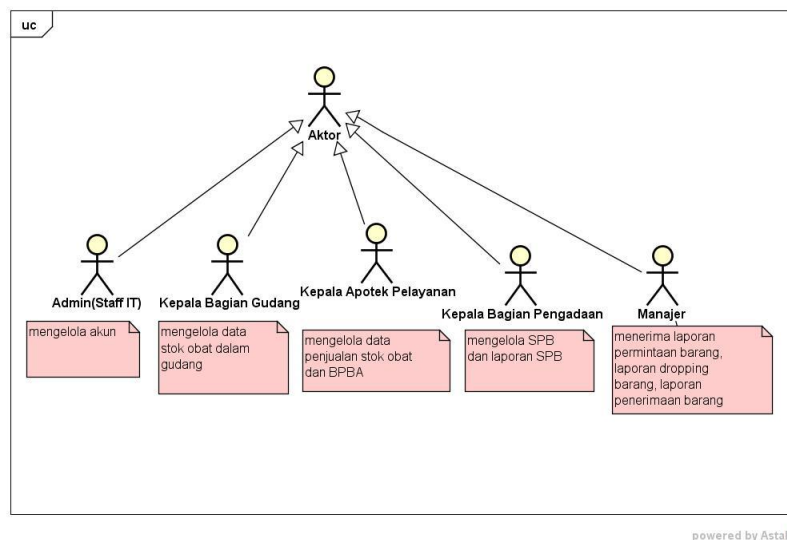 uc
Aktor
Admin(Staff IT)
Kepala Bagian Gudang
Kepala Apotek Pelayanan
Kepala Bagian Pengadaan
Manajer
mengelola akun
mengelola data
stok obat dalam
gudang
mengelola data
penjualan stok obat
dan BPBA
mengelola SPB
dan laporan SPB
menerima laporan
permintaan barang,
laporan dropping
barang, laporan
penerimaan barang
powered by